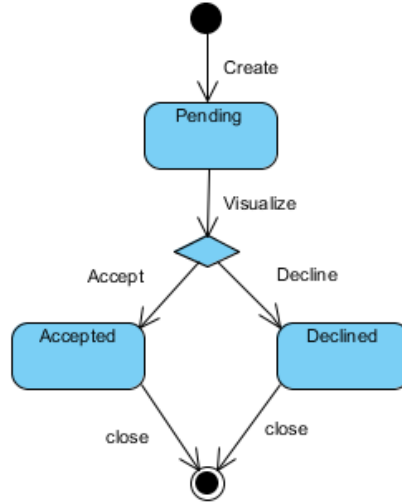 Create
Pending
Visualize
Accept
Decline
Accepted
Declined
close
close